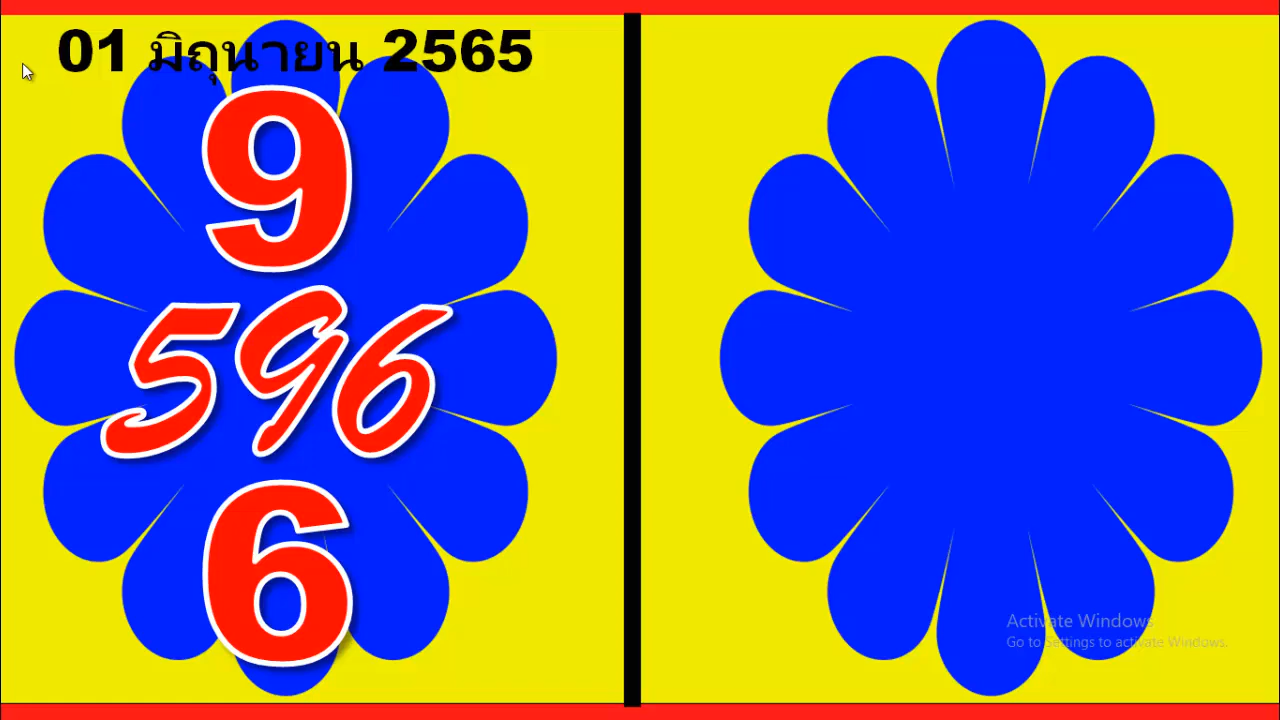 01 มิถุนายน 2565
9
596
6
Activate Windows
Go to Settings to activate Windows.